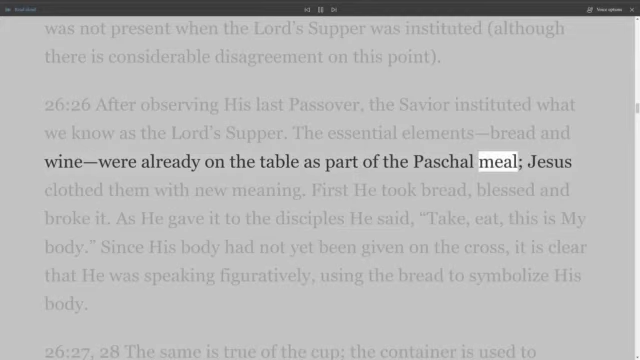 Read aloud
Voice options
was not present when the Lord's Supper was instituted (although
there is considerable disagreement on this point).
26:26 After observing His last Passover, the Savior instituted what
we know as the Lord's Supper. The essential elements—bread and
wine—were already on the table as part of the Paschal meal; Jesus
clothed them with new meaning. First He took bread, blessed and
broke it. As He gave it to the disciples He said, “Take, eat, this is My
body.” Since His body had not yet been given on the cross, it is clear
that He was speaking figuratively, using the bread to symbolize His
body.
26:27, 28 The same is true of the cup; the container is used to